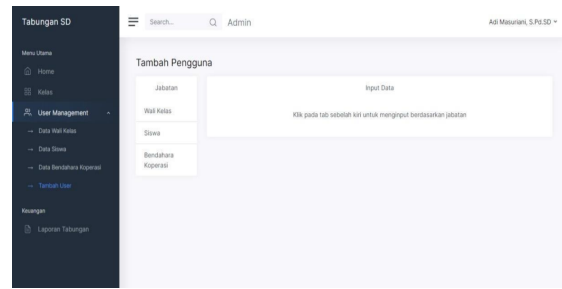 Tabungan SD
Search...
Admin
Adi Masuriani, S.Pd.SD
Menu Utama
Home
Kelas
User Management
→ Data Wali Kelas
→ Data Siswa
→ Data Bendahara Koperasi
→ Tambah User
Keuangan
Laporan Tabungan
Tambah Pengguna
Jabatan
Wali Kelas
Siswa
Bendahara
Koperasi
Input Data
Klik pada tab sebelah kiri untuk menginput berdasarkan jabatan